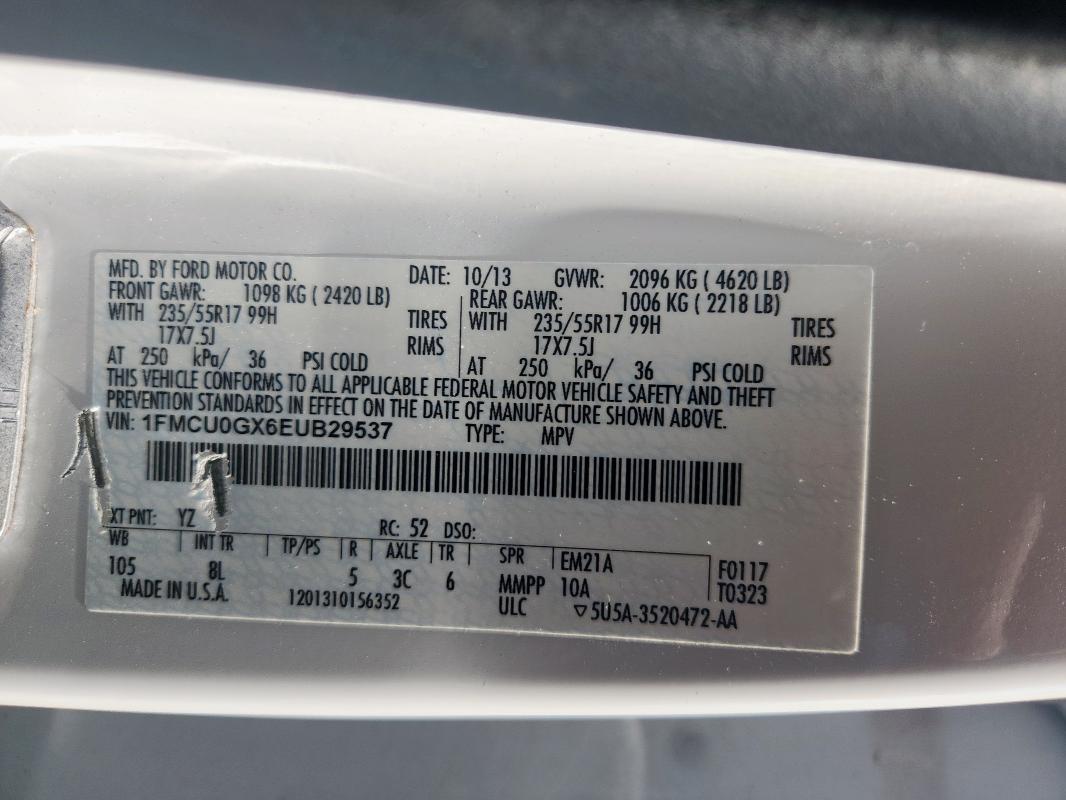 MFD. BY FORD MOTOR CO. DATE: 10/13 GVWR: 2096 KG ( 4620 LB)
FRONT GAWR: 1098 KG ( 2420 LB) REAR GAWR: 1006 KG ( 2218 LB)
WITH 235/55R17 99H TIRES WITH 235/55R17 99H TIRES
17X7.5J RIMS 17X7.5J RIMS
AT 250 kPa/ 36 PSI COLD AT 250 kPa/ 36 PSI COLD
THIS VEHICLE CONFORMS TO ALL APPLICABLE FEDERAL MOTOR VEHICLE SAFETY AND THEFT
PREVENTION STANDARDS IN EFFECT ON THE DATE OF MANUFACTURE SHOWN ABOVE.
VIN: 1FMCU0GX6EUB29537 TYPE: MPV
XT PNT: YZ RC: 52 DSO:
WB INT TR TP/PS R AXLE TR SPR EM21A F0117
105 8L 5 3C 6 MMPP 10A T0323
MADE IN U.S.A. 1201310156352 ULC ▽5U5A-3520472-AA